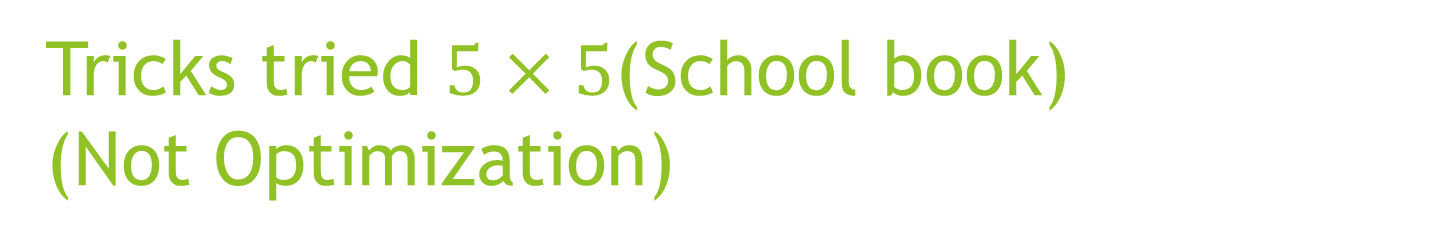 Tricks tried 5 × 5(School book)
(Not Optimization)